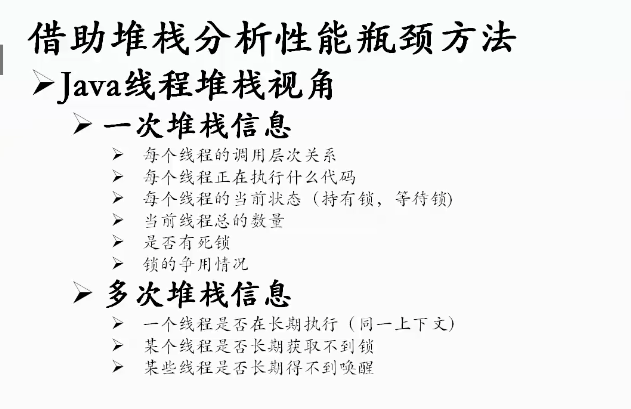 借助堆栈分析性能瓶颈方法
Java线程堆栈视角
一次堆栈信息
每个线程的调用层次关系
每个线程正在执行什么代码
每个线程的当前状态（持有锁，等待锁)
当前线程总的数量
是否有死锁
锁的争用情况
多次堆栈信息
一个线程是否在长期执行（同一上下文)
某个线程是否长期获取不到锁
某些线程是否长期得不到唤醒